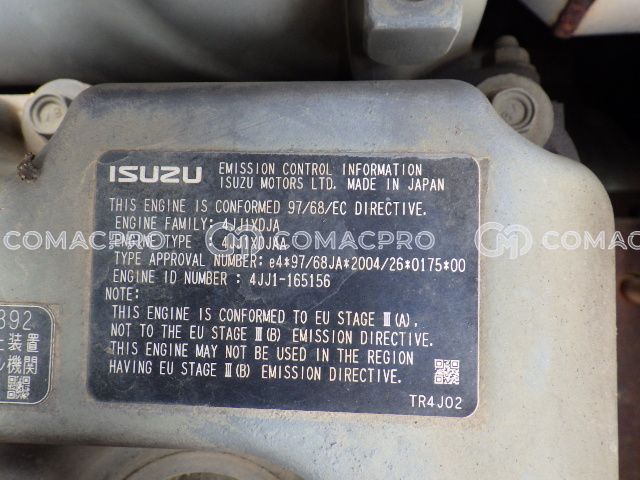 ISUZU EMISSION CONTROL INFORMATION
ISUZU MOTORS LTD. MADE IN JAPAN
THIS ENGINE IS CONFORMED 97/68/EC DIRECTIVE.
ENGINE FAMILY: 4JJ1XDJA
ENGINE TYPE : 4JJ1XDJAA
TYPE APPROVAL NUMBER: e4*97/68JA*2004/26*0175*00
ENGINE ID NUMBER : 4JJ1-165156
NOTE:
THIS ENGINE IS CONFORMED TO EU STAGE Ⅲ(A),
NOT TO THE EU STAGE Ⅲ(B) EMISSION DIRECTIVE.
THIS ENGINE MAY NOT BE USED IN THE REGION
HAVING EU STAGE Ⅲ(B) EMISSION DIRECTIVE.
TR4J02
392
装置
機関
COMACPRO
COMACPRO
COMACPRO